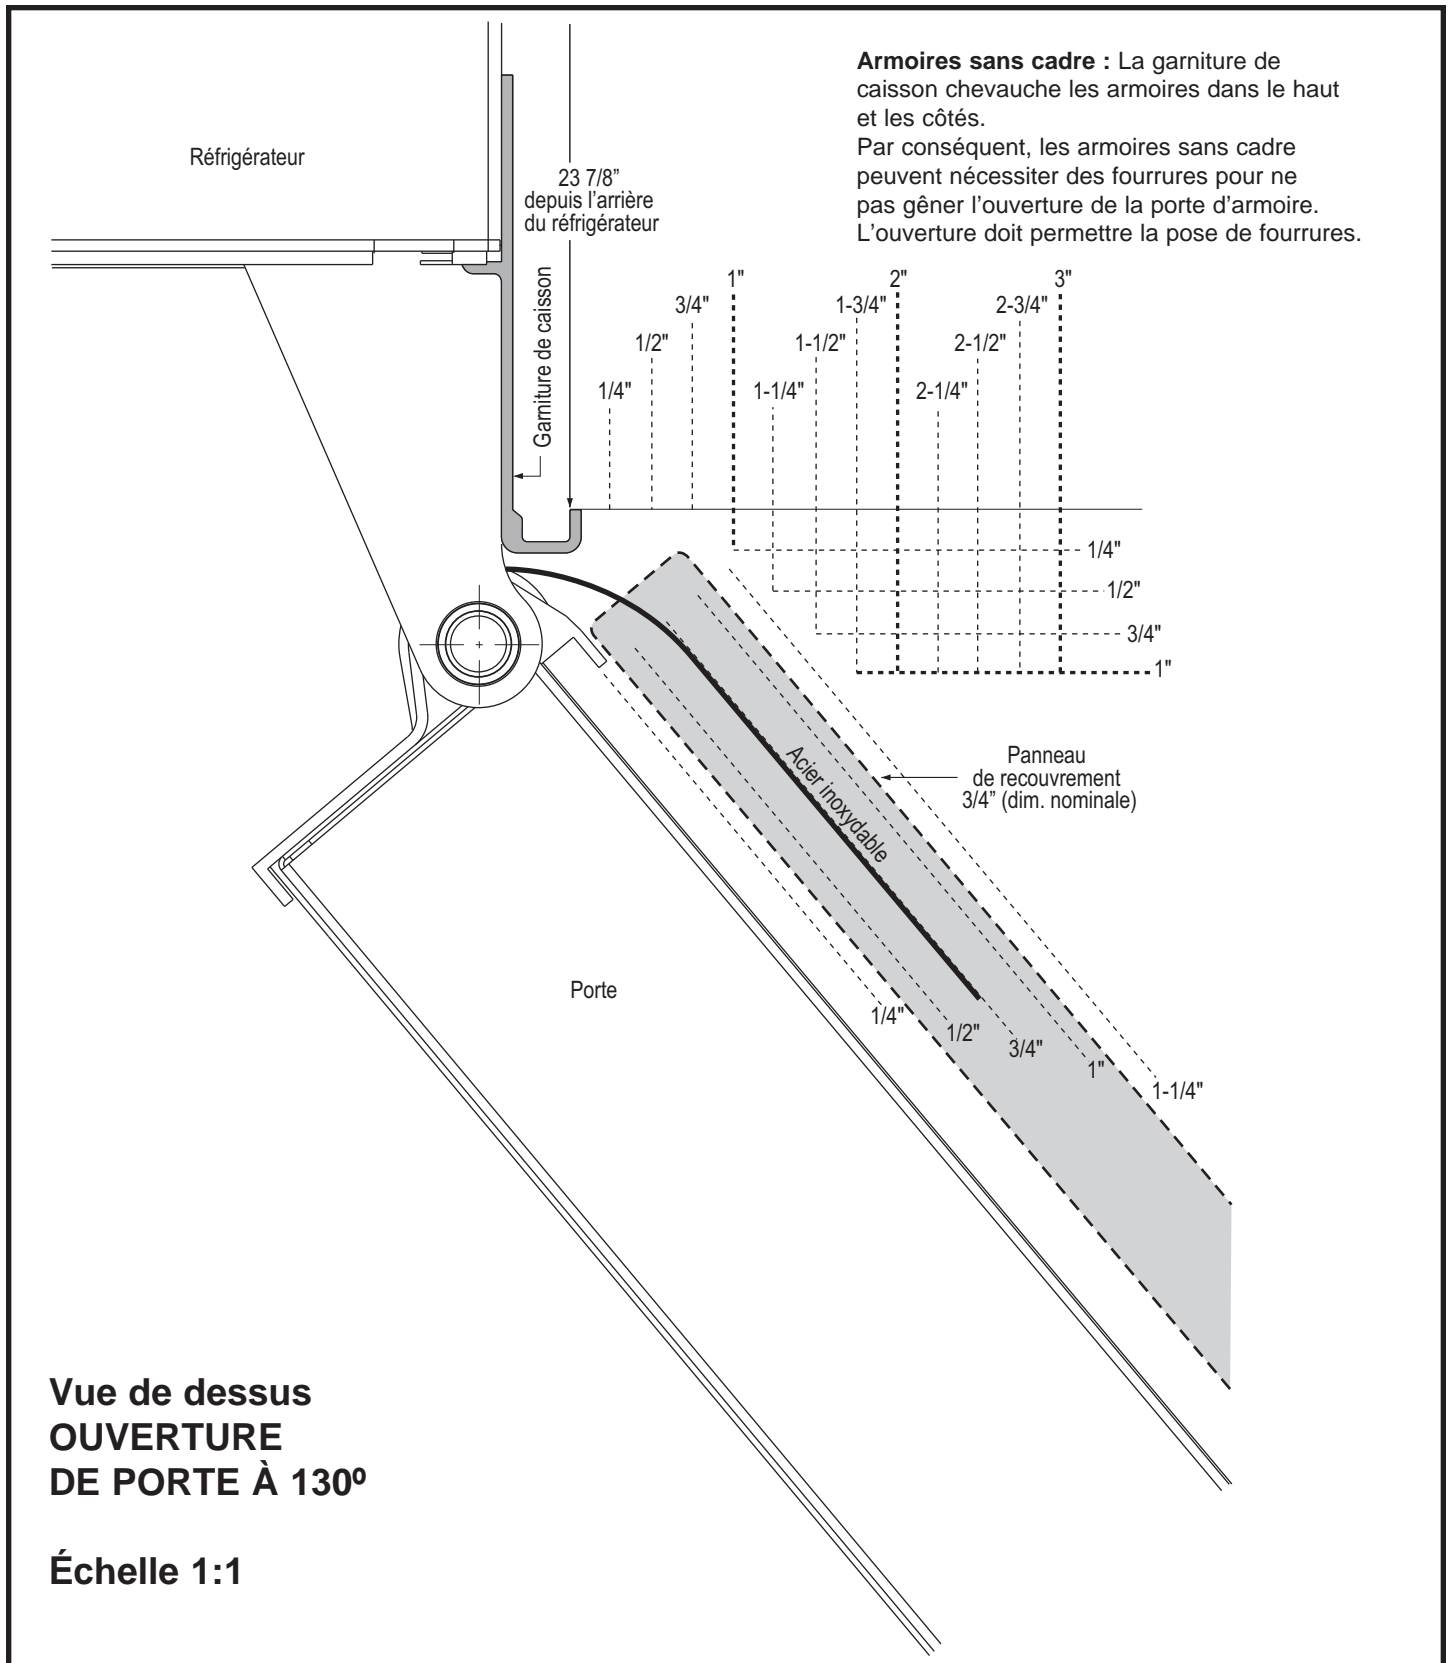 Armoires sans cadre : La garniture de
caisson chevauche les armoires dans le haut
et les côtés.
Par conséquent, les armoires sans cadre
peuvent nécessiter des fourrures pour ne
pas gêner l’ouverture de la porte d’armoire.
L’ouverture doit permettre la pose de fourrures.
Réfrigérateur
23 7/8”
depuis l’arrière
du réfrigérateur
Garniture de caisson
1"
2"
3"
3/4"
1-3/4"
2-3/4"
1/2"
1-1/2"
2-1/2"
1/4"
1-1/4"
2-1/4"
1/4"
1/2"
3/4"
1"
Panneau
de recouvrement
3/4” (dim. nominale)
Acier inoxydable
Porte
1/4"
1/2"
3/4"
1"
1-1/4"
Vue de dessus
OUVERTURE
DE PORTE À 130º
Échelle 1:1